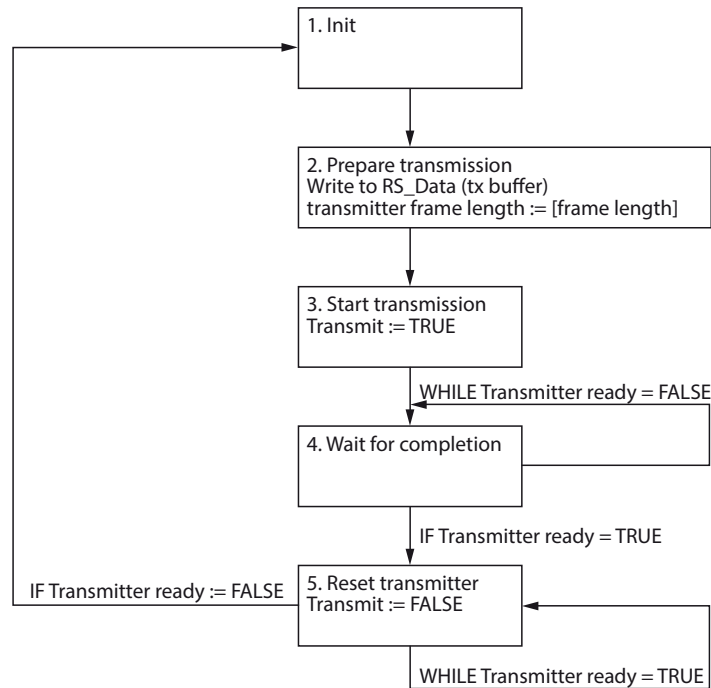 1. Init
2. Prepare transmission
Write to RS_Data (tx buffer)
transmitter frame length := [frame length]
3. Start transmission
Transmit := TRUE
WHILE Transmitter ready = FALSE
4. Wait for completion
IF Transmitter ready = TRUE
IF Transmitter ready := FALSE
5. Reset transmitter
Transmit := FALSE
WHILE Transmitter ready = TRUE